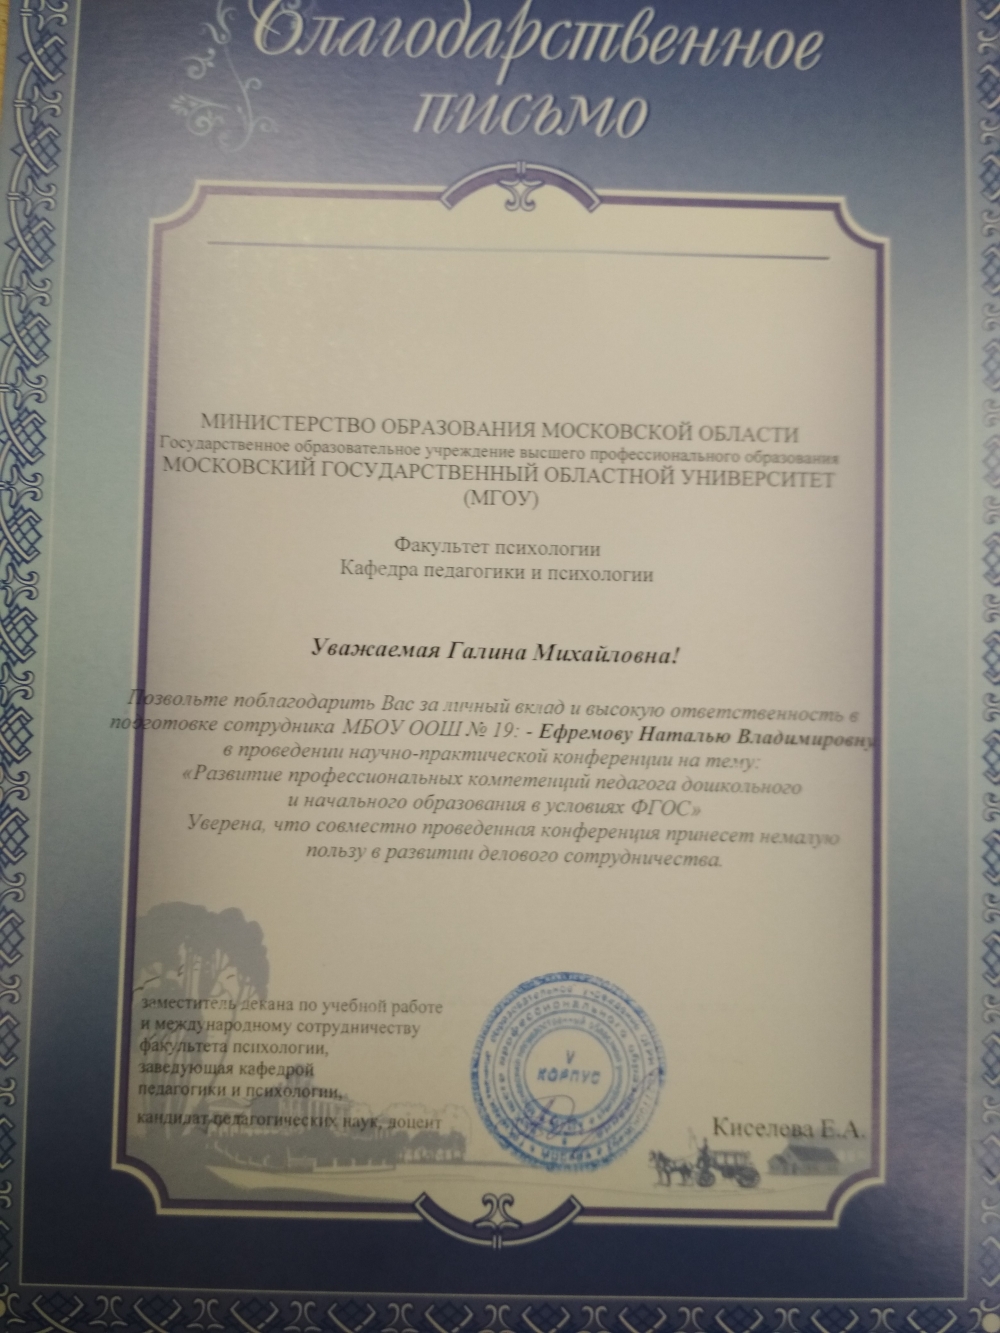 Благодарственное
письмо
МИНИСТЕРСТВО ОБРАЗОВАНИЯ МОСКОВСКОЙ ОБЛАСТИ
Государственное образовательное учреждение высшего профессионального образования
МОСКОВСКИЙ ГОСУДАРСТВЕННЫЙ ОБЛАСТНОЙ УНИВЕРСИТЕТ
(МГОУ)
Факультет психологии
Кафедра педагогики и психологии
Уважаемая Галина Михайловна!
Позвольте поблагодарить Вас за личный вклад и высокую ответственность в
подготовке сотрудника МБОУ ООШ № 19: - Ефремову Наталью Владимировну
в проведении научно-практической конференции на тему:
«Развитие профессиональных компетенций педагога дошкольного
и начального образования в условиях ФГОС»
Уверена, что совместно проведенная конференция принесет немалую
пользу в развитии делового сотрудничества.
заместитель декана по учебной работе
и международному сотрудничеству
факультета психологии,
заведующая кафедрой
педагогики и психологии,
кандидат педагогических наук, доцент
V
КОРПУС
Киселева Е.А.